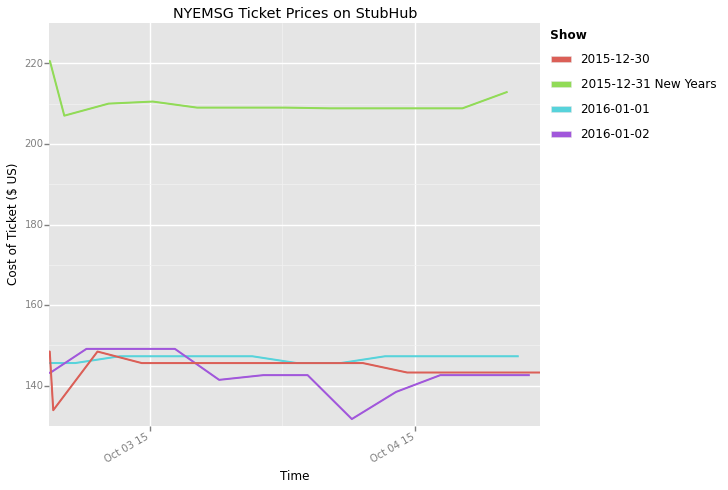 NYEMSG Ticket Prices on StubHub
Show
2015-12-30
2015-12-31 New Years
2016-01-01
2016-01-02
Cost of Ticket ($ US)
220
200
180
160
140
Oct 03 15
Oct 04 15
Time